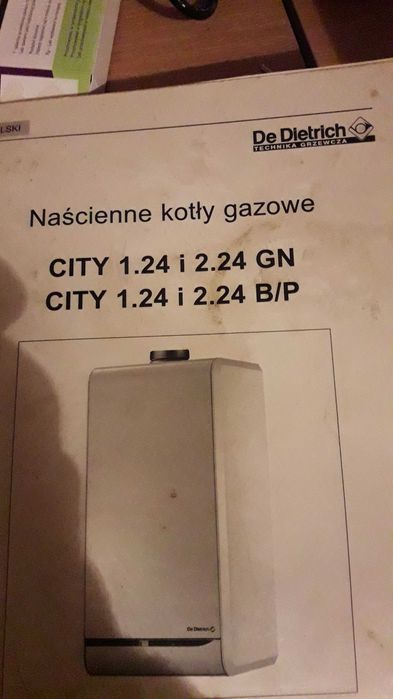 LSKI
De Dietrich
TECHNIKA GRZEWCZA
Naścienne kotły gazowe
CITY 1.24 i 2.24 GN
CITY 1.24 i 2.24 B/P
De Dietrich